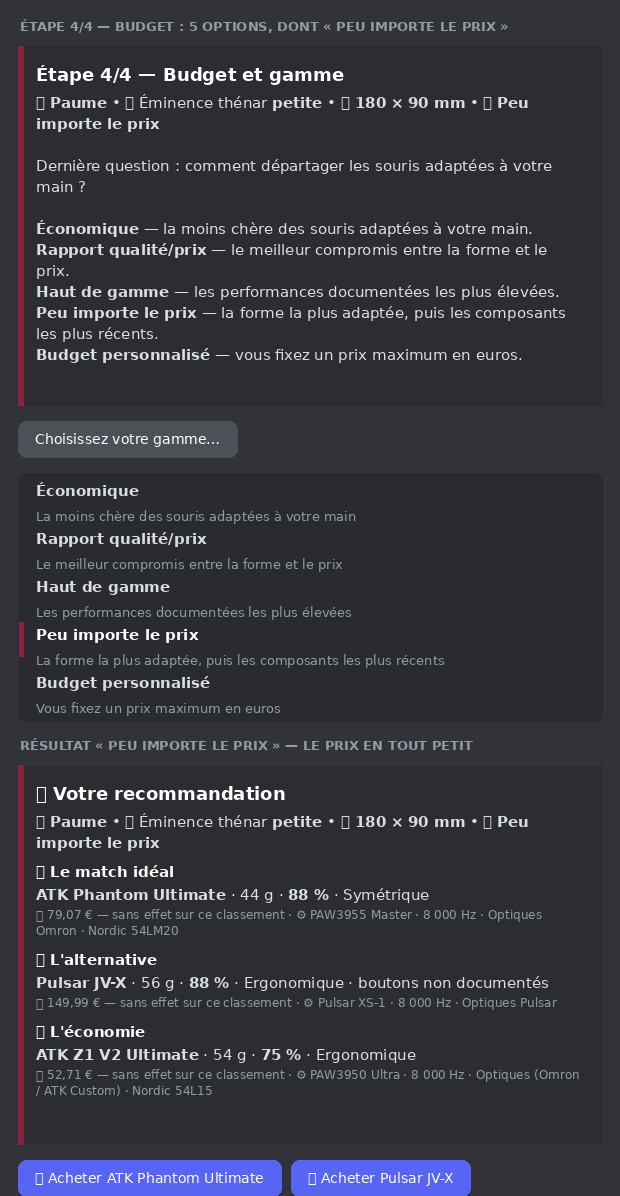 ÉTAPE 4/4 — BUDGET : 5 OPTIONS, DONT « PEU IMPORTE LE PRIX »
Étape 4/4 — Budget et gamme
Paume • Éminence thénar petite • 180 × 90 mm • Peu
importe le prix
Dernière question : comment départager les souris adaptées à votre
main ?
Économique — la moins chère des souris adaptées à votre main.
Rapport qualité/prix — le meilleur compromis entre la forme et le
prix.
Haut de gamme — les performances documentées les plus élevées.
Peu importe le prix — la forme la plus adaptée, puis les composants
les plus récents.
Budget personnalisé — vous fixez un prix maximum en euros.
Choisissez votre gamme…
Économique
La moins chère des souris adaptées à votre main
Rapport qualité/prix
Le meilleur compromis entre la forme et le prix
Haut de gamme
Les performances documentées les plus élevées
Peu importe le prix
La forme la plus adaptée, puis les composants les plus récents
Budget personnalisé
Vous fixez un prix maximum en euros
RÉSULTAT « PEU IMPORTE LE PRIX » — LE PRIX EN TOUT PETIT
Votre recommandation
Paume • Éminence thénar petite • 180 × 90 mm • Peu
importe le prix
Le match idéal
ATK Phantom Ultimate · 44 g · 88 % · Symétrique
79,07 € — sans effet sur ce classement · ⚙ PAW3955 Master · 8 000 Hz · Optiques
Omron · Nordic 54LM20
L'alternative
Pulsar JV-X · 56 g · 88 % · Ergonomique · boutons non documentés
149,99 € — sans effet sur ce classement · ⚙ Pulsar XS-1 · 8 000 Hz · Optiques Pulsar
L'économie
ATK Z1 V2 Ultimate · 54 g · 75 % · Ergonomique
52,71 € — sans effet sur ce classement · ⚙ PAW3950 Ultra · 8 000 Hz · Optiques (Omron
/ ATK Custom) · Nordic 54L15
Acheter ATK Phantom Ultimate
Acheter Pulsar JV-X